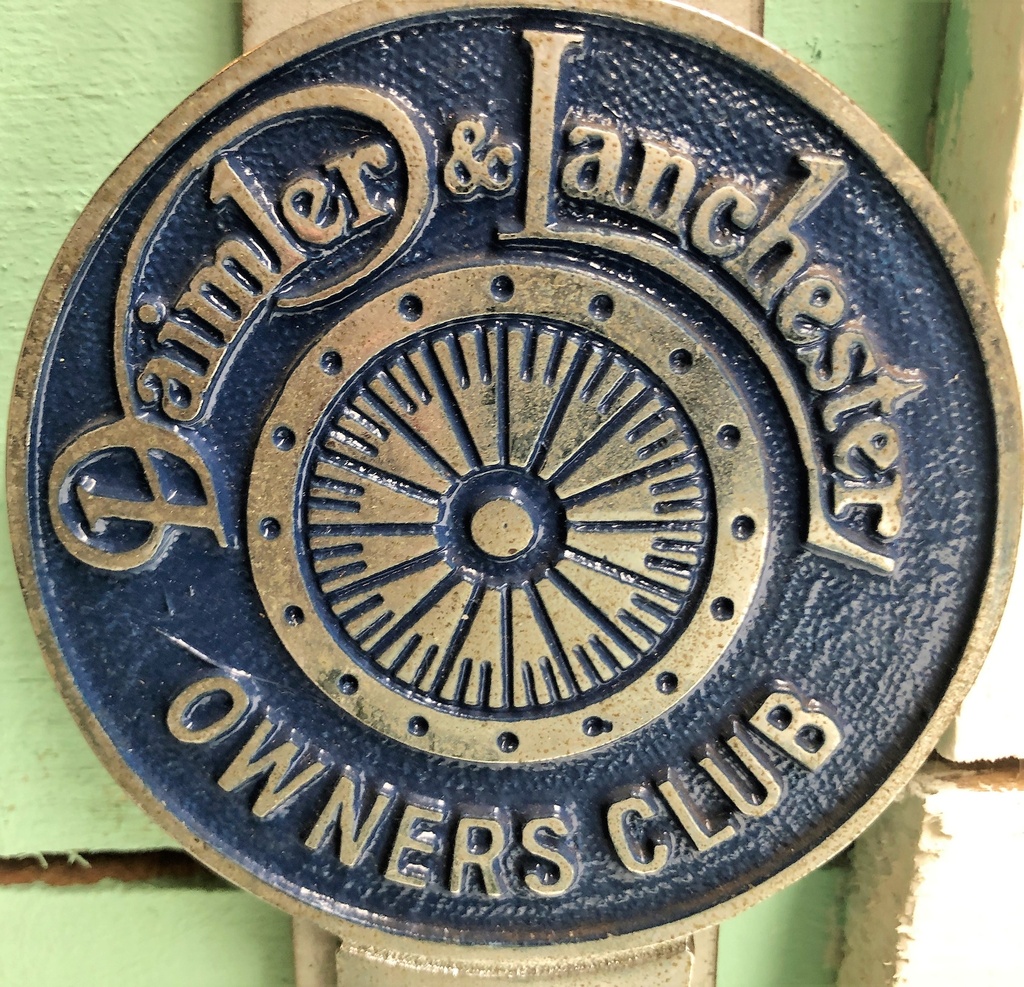 Daimler & Lanchester
OWNERS CLUB